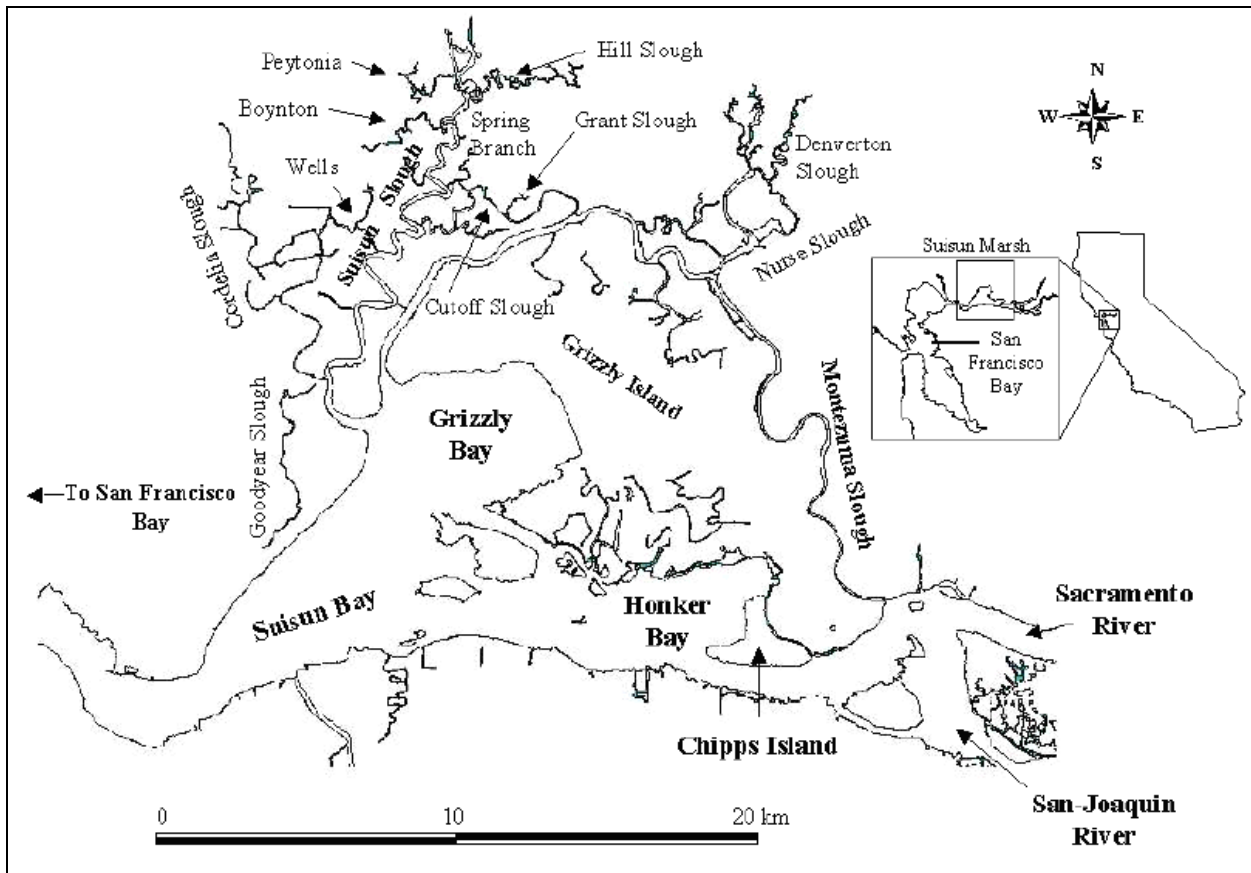 Peytonia
Hill Slough
Boynton
Spring
Branch
Grant Slough
Wells
Suisun Slough
Denverton
Slough
Cordelia Slough
Nurse Slough
Cutoff Slough
Grizzly Island
Goodyear Slough
Grizzly
Bay
Montezuma Slough
To San Francisco
Bay
Suisun Bay
Honker
Bay
Sacramento
River
Chipps Island
San-Joaquin
River
N
W E
S
Suisun Marsh
San
Francisco
Bay
0 10 20 km